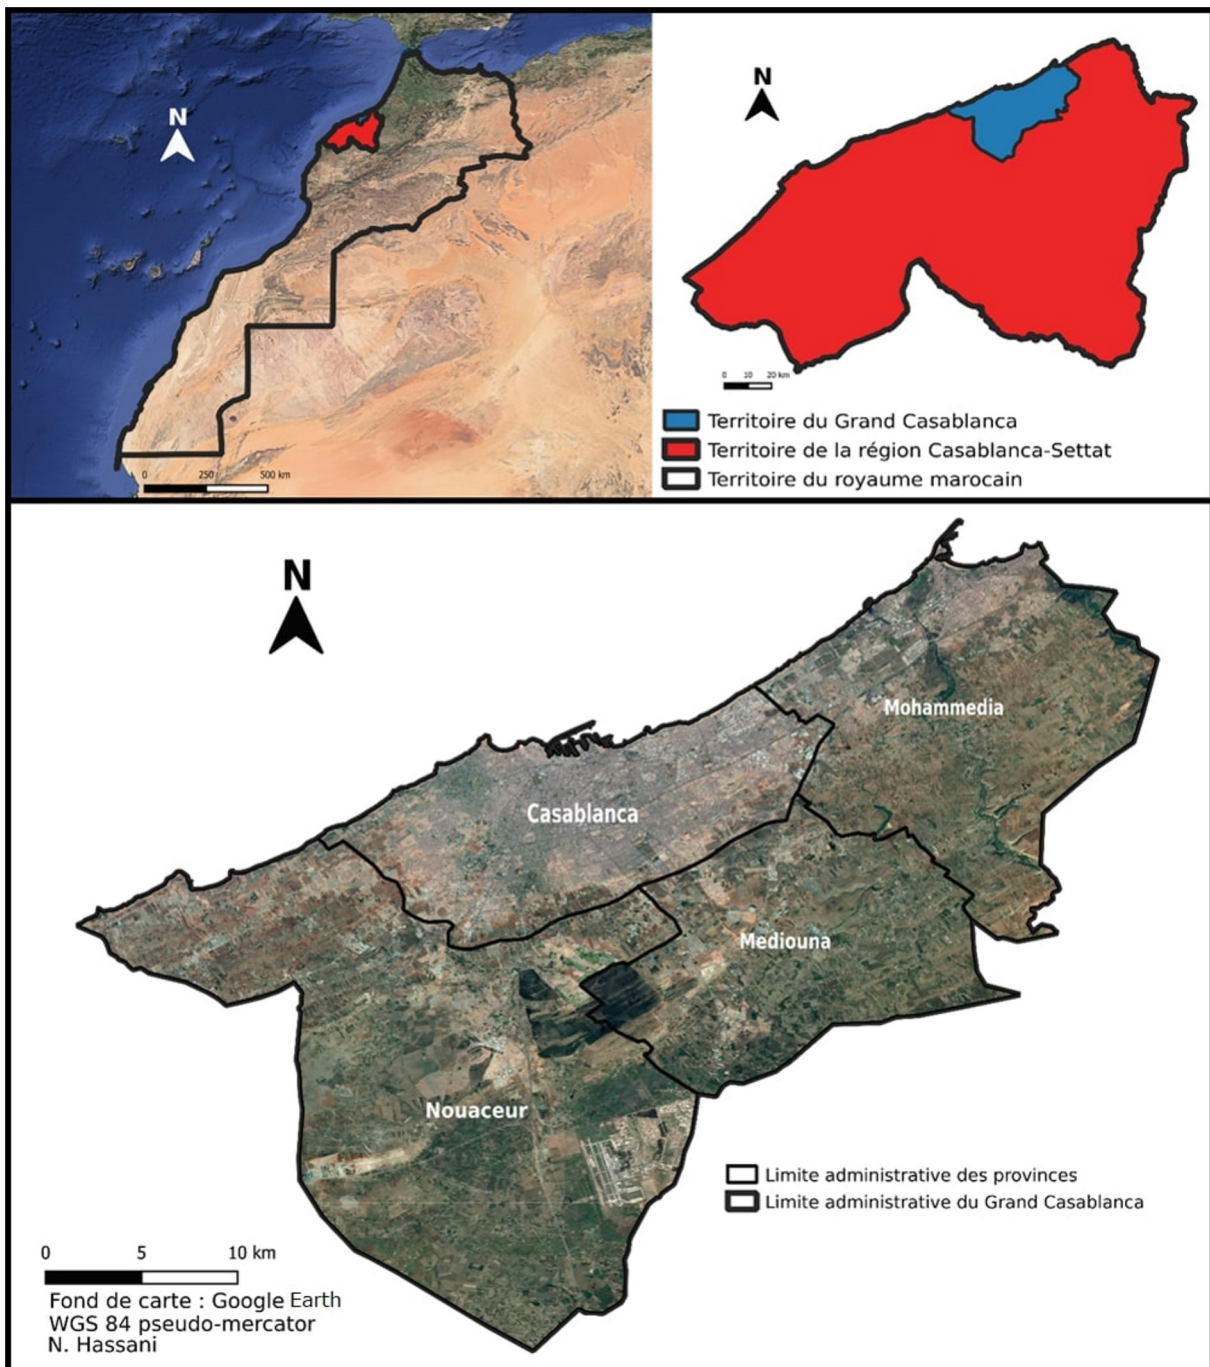 N
0 250 500 km
N
0 10 20 km
Territoire du Grand Casablanca
Territoire de la région Casablanca-Settat
Territoire du royaume marocain
N
Mohammedia
Casablanca
Mediouna
Nouaceur
Limite administrative des provinces
Limite administrative du Grand Casablanca
0 5 10 km
Fond de carte : Google Earth
WGS 84 pseudo-mercator
N. Hassani